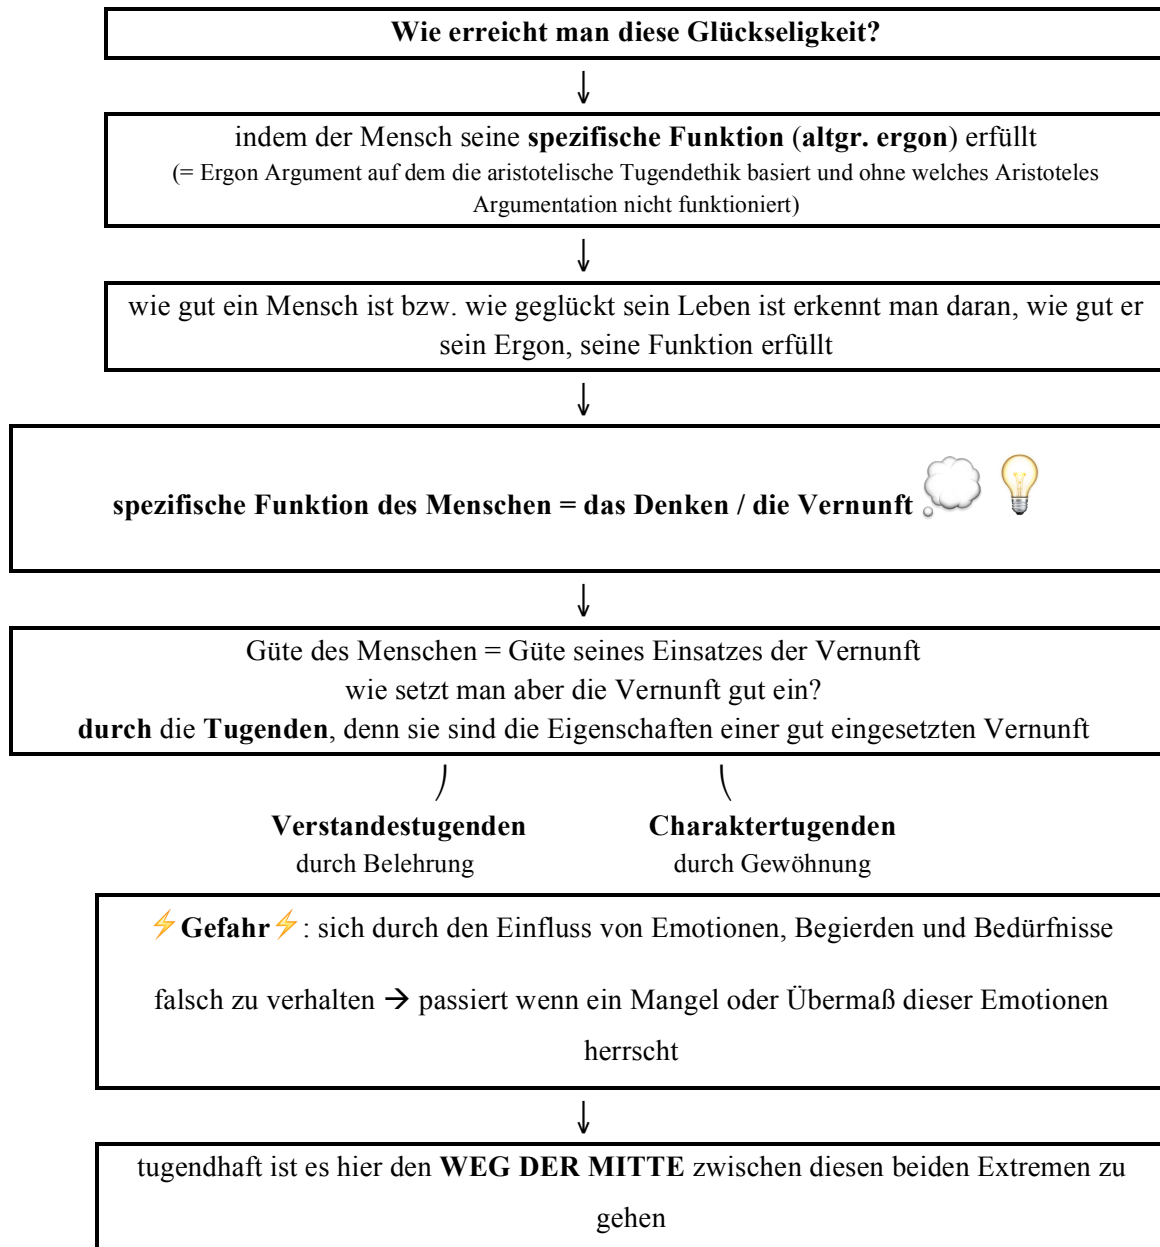 Wie erreicht man diese Glückseligkeit?
↓
indem der Mensch seine spezifische Funktion (altgr. ergon) erfüllt
(= Ergon Argument auf dem die aristotelische Tugendethik basiert und ohne welches Aristoteles
Argumentation nicht funktioniert)
↓
wie gut ein Mensch ist bzw. wie geglückt sein Leben ist erkennt man daran, wie gut er
sein Ergon, seine Funktion erfüllt
↓
spezifische Funktion des Menschen = das Denken / die Vernunft 💭 💡
↓
Güte des Menschen = Güte seines Einsatzes der Vernunft
wie setzt man aber die Vernunft gut ein?
durch die Tugenden, denn sie sind die Eigenschaften einer gut eingesetzten Vernunft
Verstandestugenden Charaktertugenden
durch Belehrung durch Gewöhnung
⚡Gefahr⚡: sich durch den Einfluss von Emotionen, Begierden und Bedürfnisse
falsch zu verhalten → passiert wenn ein Mangel oder Übermaß dieser Emotionen
herrscht
↓
tugendhaft ist es hier den WEG DER MITTE zwischen diesen beiden Extremen zu
gehen